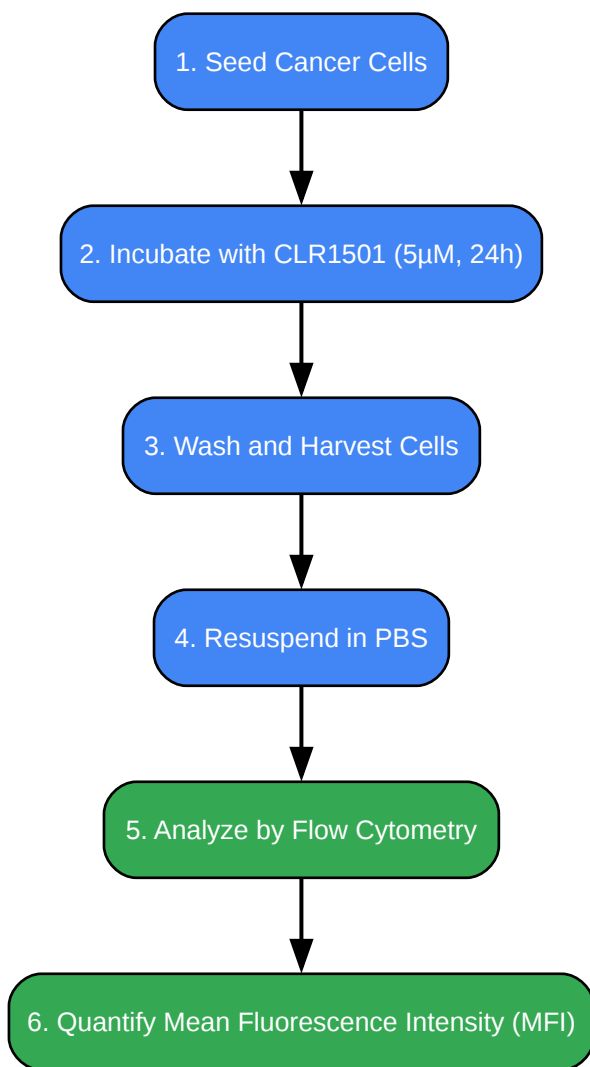 1. Seed Cancer Cells
2. Incubate with CLR1501 (5µM, 24h)
3. Wash and Harvest Cells
4. Resuspend in PBS
5. Analyze by Flow Cytometry
6. Quantify Mean Fluorescence Intensity (MFI)